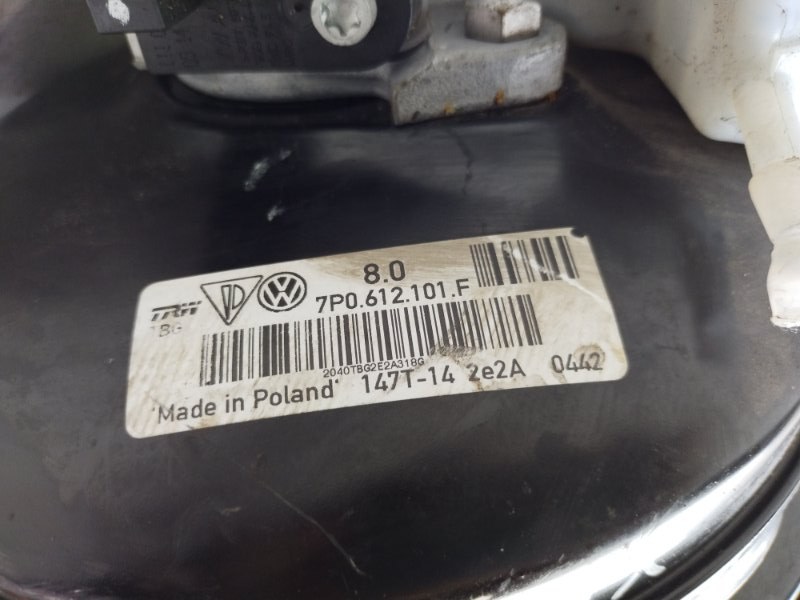 8.0
TRW
7P0.612.101.F
2040TBG2E2A318G
Made in Poland 147T-14 2e2A 0442